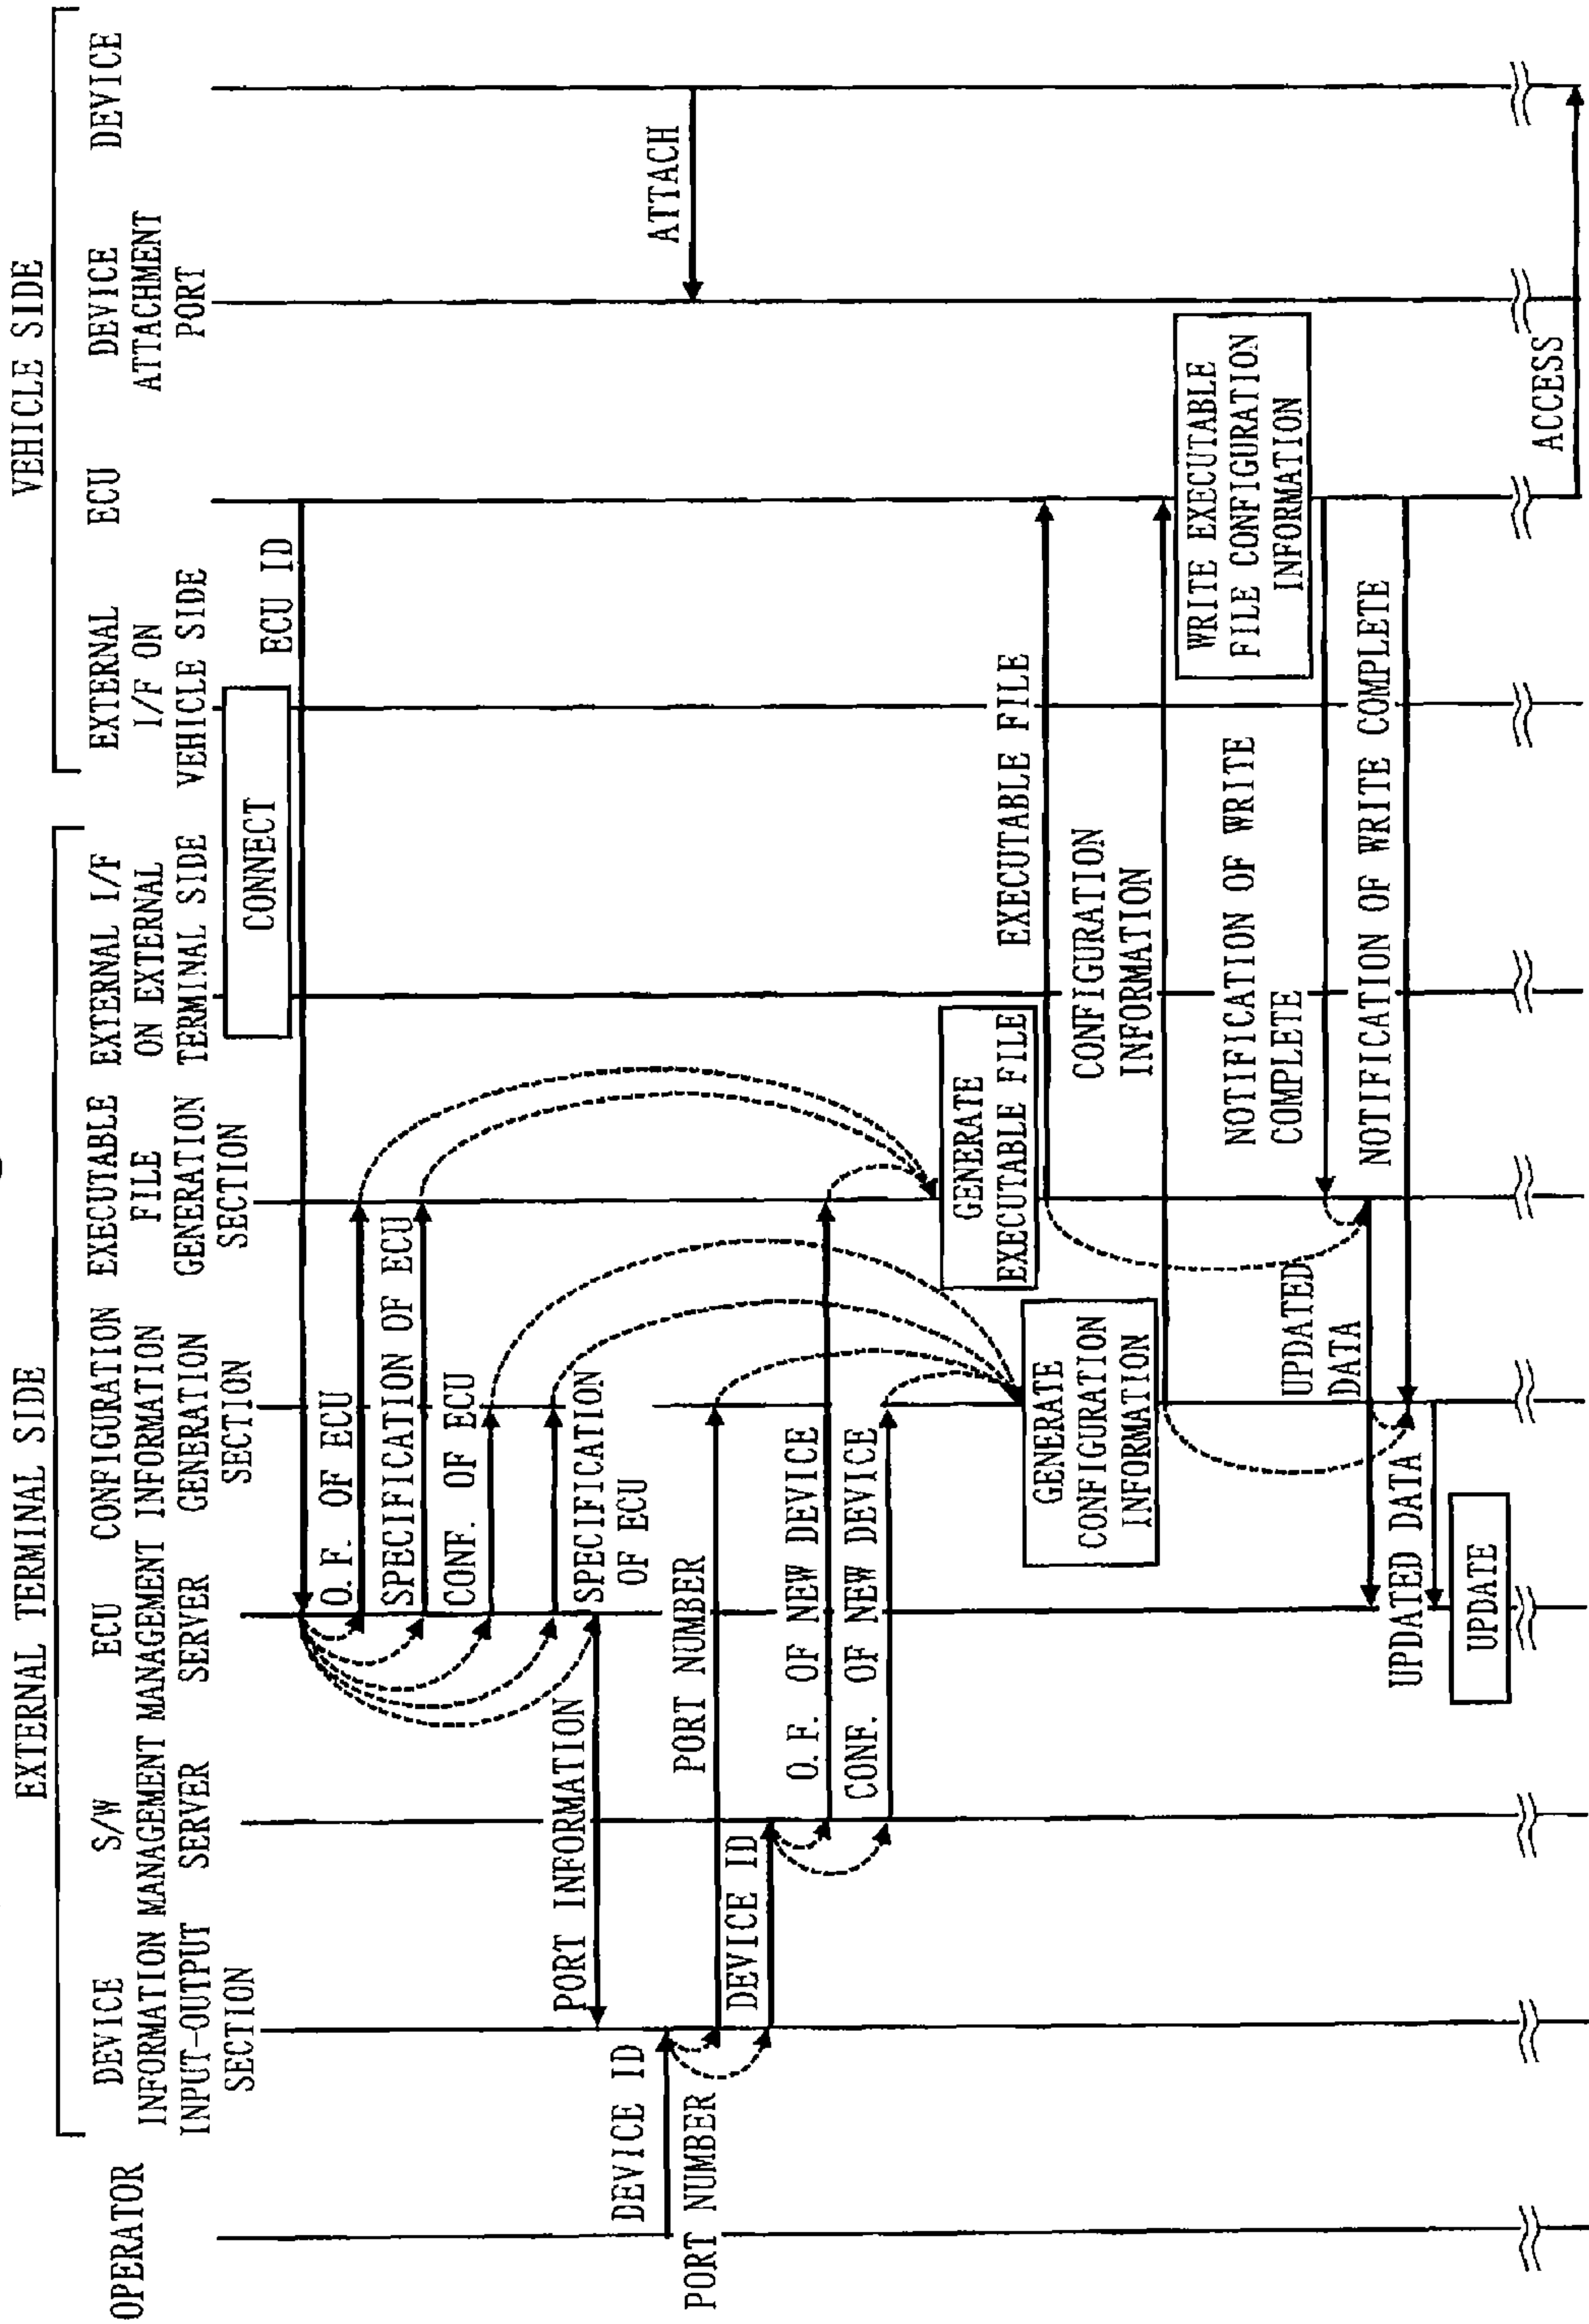 EXTERNAL TERMINAL SIDE
VEHICLE SIDE
OPERATOR
DEVICE
INFORMATION
INPUT-OUTPUT
SECTION
S/W
MANAGEMENT
SERVER
ECU
MANAGEMENT
SERVER
CONFIGURATION
INFORMATION
GENERATION
SECTION
EXECUTABLE
FILE
GENERATION
SECTION
EXTERNAL I/F
ON EXTERNAL
TERMINAL SIDE
EXTERNAL
I/F ON
VEHICLE SIDE
ECU
DEVICE
ATTACHMENT
PORT
DEVICE
CONNECT
ECU ID
O.F. OF ECU
SPECIFICATION OF ECU
CONF. OF ECU
SPECIFICATION
OF ECU
PORT INFORMATION
DEVICE ID
PORT NUMBER
ATTACH
PORT NUMBER
DEVICE ID
O.F. OF NEW DEVICE
CONF. OF NEW DEVICE
GENERATE
EXECUTABLE FILE
EXECUTABLE FILE
GENERATE
CONFIGURATION
INFORMATION
CONFIGURATION
INFORMATION
WRITE EXECUTABLE
FILE CONFIGURATION
INFORMATION
NOTIFICATION OF WRITE
COMPLETE
UPDATED
DATA
NOTIFICATION OF WRITE COMPLETE
UPDATED DATA
UPDATE
ACCESS